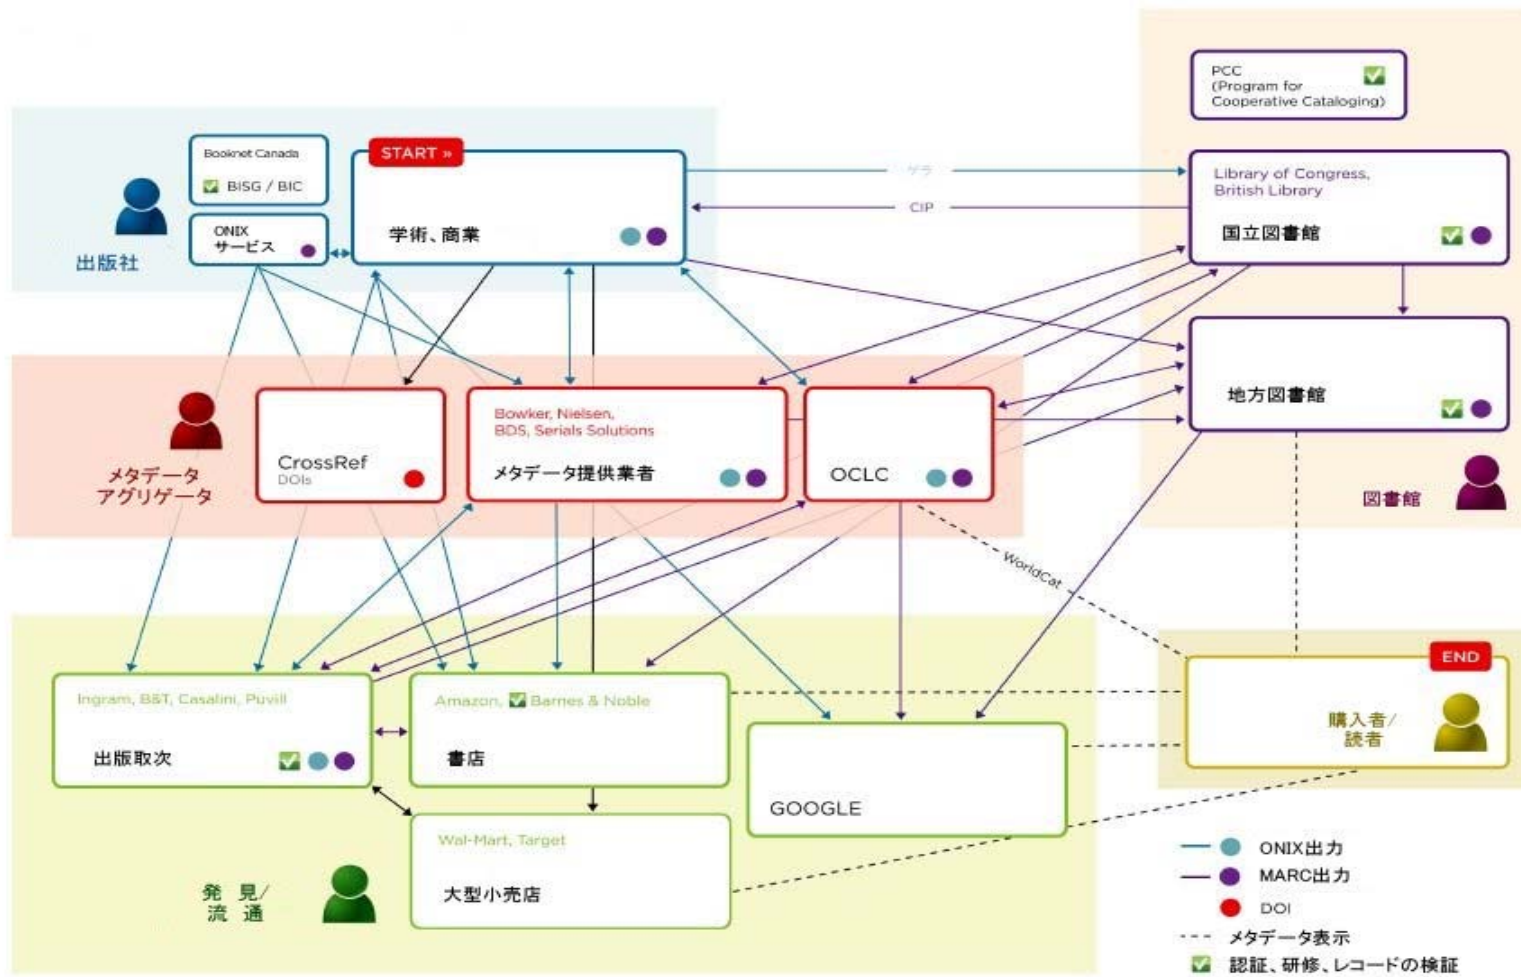 PCC
(Program for
Cooperative Cataloging)
Booknet Canada
BISG / BIC
START »
学術、商業
ONIX
サービス
出版社
ゲラ
CIP
Library of Congress,
British Library
国立図書館
地方図書館
図書館
メタデータ
アグリゲータ
CrossRef
DOIs
Bowker, Nielsen,
BDS, Serials Solutions
メタデータ提供業者
OCLC
WorldCat
Ingram, B&T, Casalini, Puvill
出版取次
Amazon, Barnes & Noble
書店
GOOGLE
Wal-Mart, Target
大型小売店
発 見/
流 通
END
購入者/
読者
ONIX出力
MARC出力
DOI
メタデータ表示
認証、研修、レコードの検証